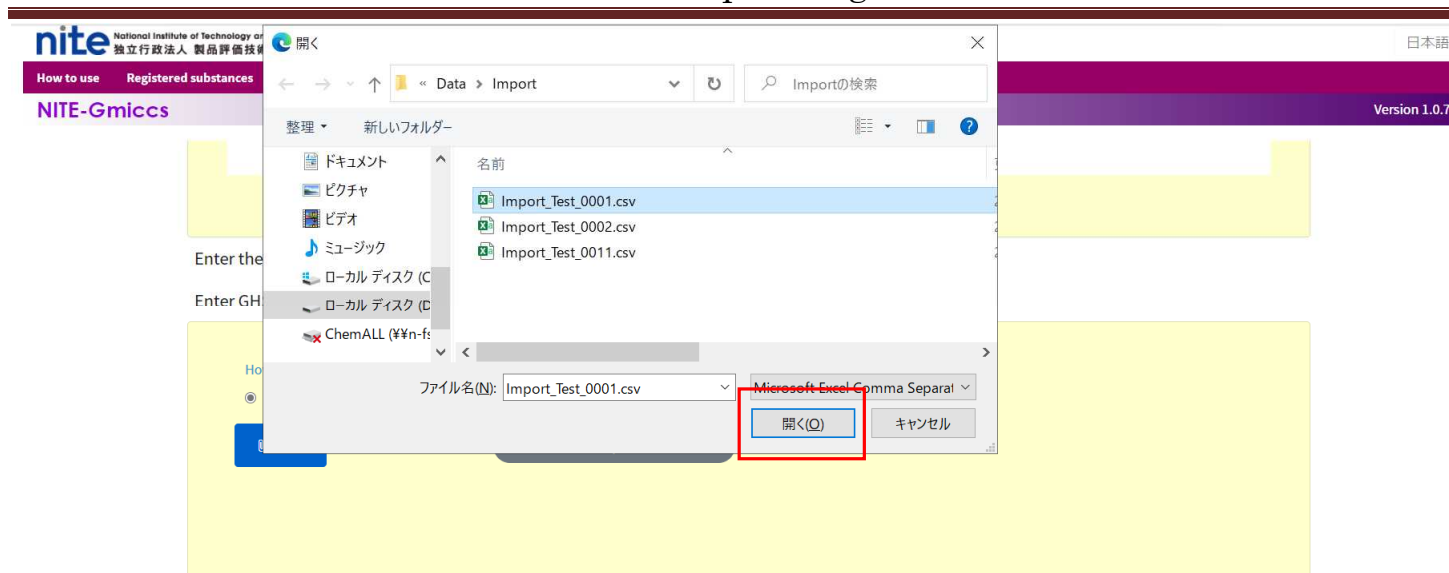 nite National Institute of Technology
独立行政法人 製品評価技術
日本語
How to use Registered substances
NITE-Gmiccs
Version 1.0.7
開く
« Data > Import
Importの検索
整理 新しいフォルダー
ドキュメント
ピクチャ
ビデオ
ミュージック
ローカル ディスク (C
ローカル ディスク (D
ChemALL (¥¥n-fs
名前
Import_Test_0001.csv
Import_Test_0002.csv
Import_Test_0011.csv
Enter the
Enter GH
Ho
ファイル名(N): Import_Test_0001.csv
Microsoft Excel Comma Separat
開く(O) キャンセル